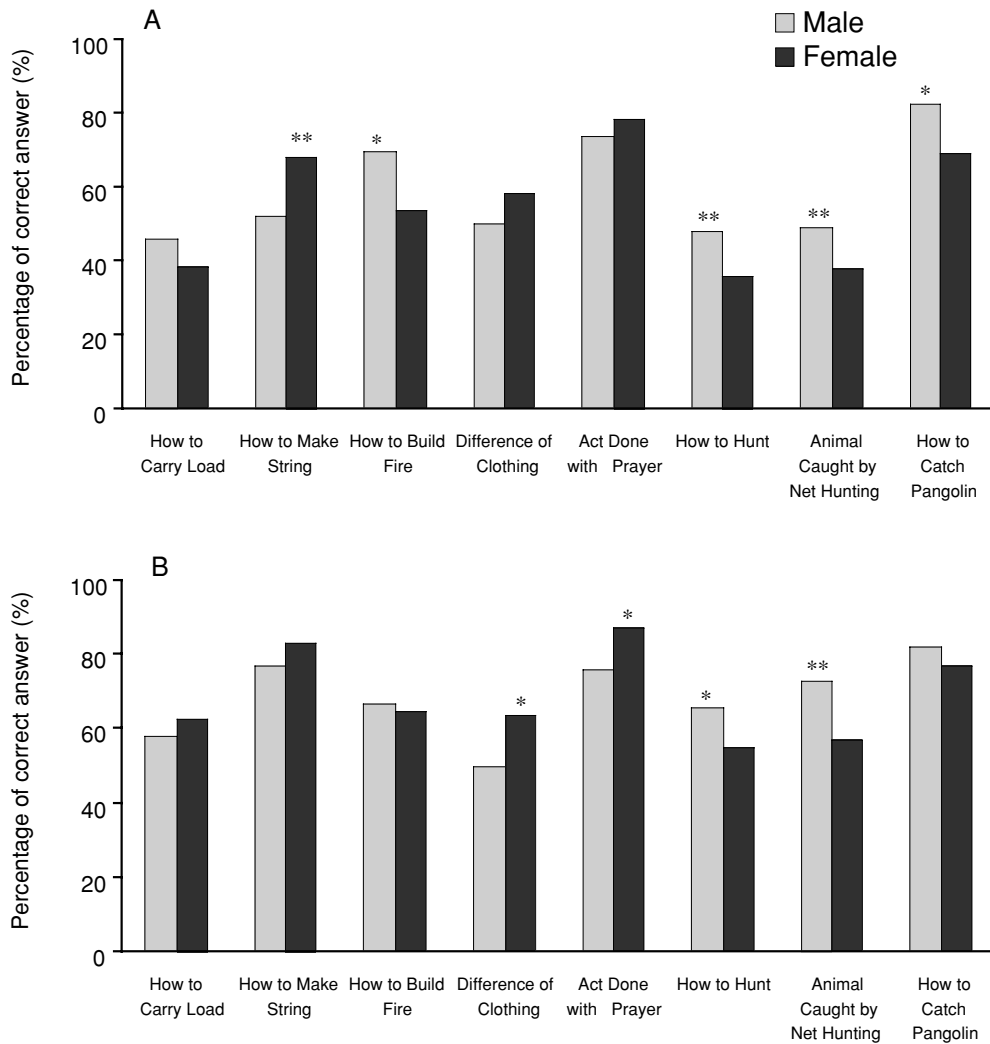 A
Male
Female
Percentage of correct answer (%)
100
80
60
40
20
0
**
*
**
**
*
How to Carry Load
How to Make String
How to Build Fire
Difference of Clothing
Act Done with Prayer
How to Hunt
Animal Caught by Net Hunting
How to Catch Pangolin
B
Percentage of correct answer (%)
100
80
60
40
20
0
*
*
*
**
How to Carry Load
How to Make String
How to Build Fire
Difference of Clothing
Act Done with Prayer
How to Hunt
Animal Caught by Net Hunting
How to Catch Pangolin